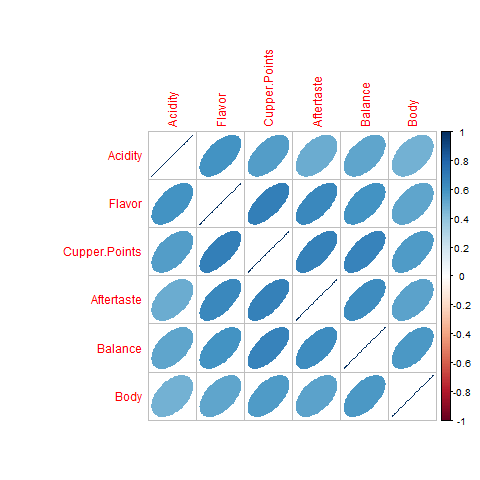 Acidity
Flavor
Cupper.Points
Aftertaste
Balance
Body
Acidity
Flavor
Cupper.Points
Aftertaste
Balance
Body
1
0.8
0.6
0.4
0.2
0
-0.2
-0.4
-0.6
-0.8
-1